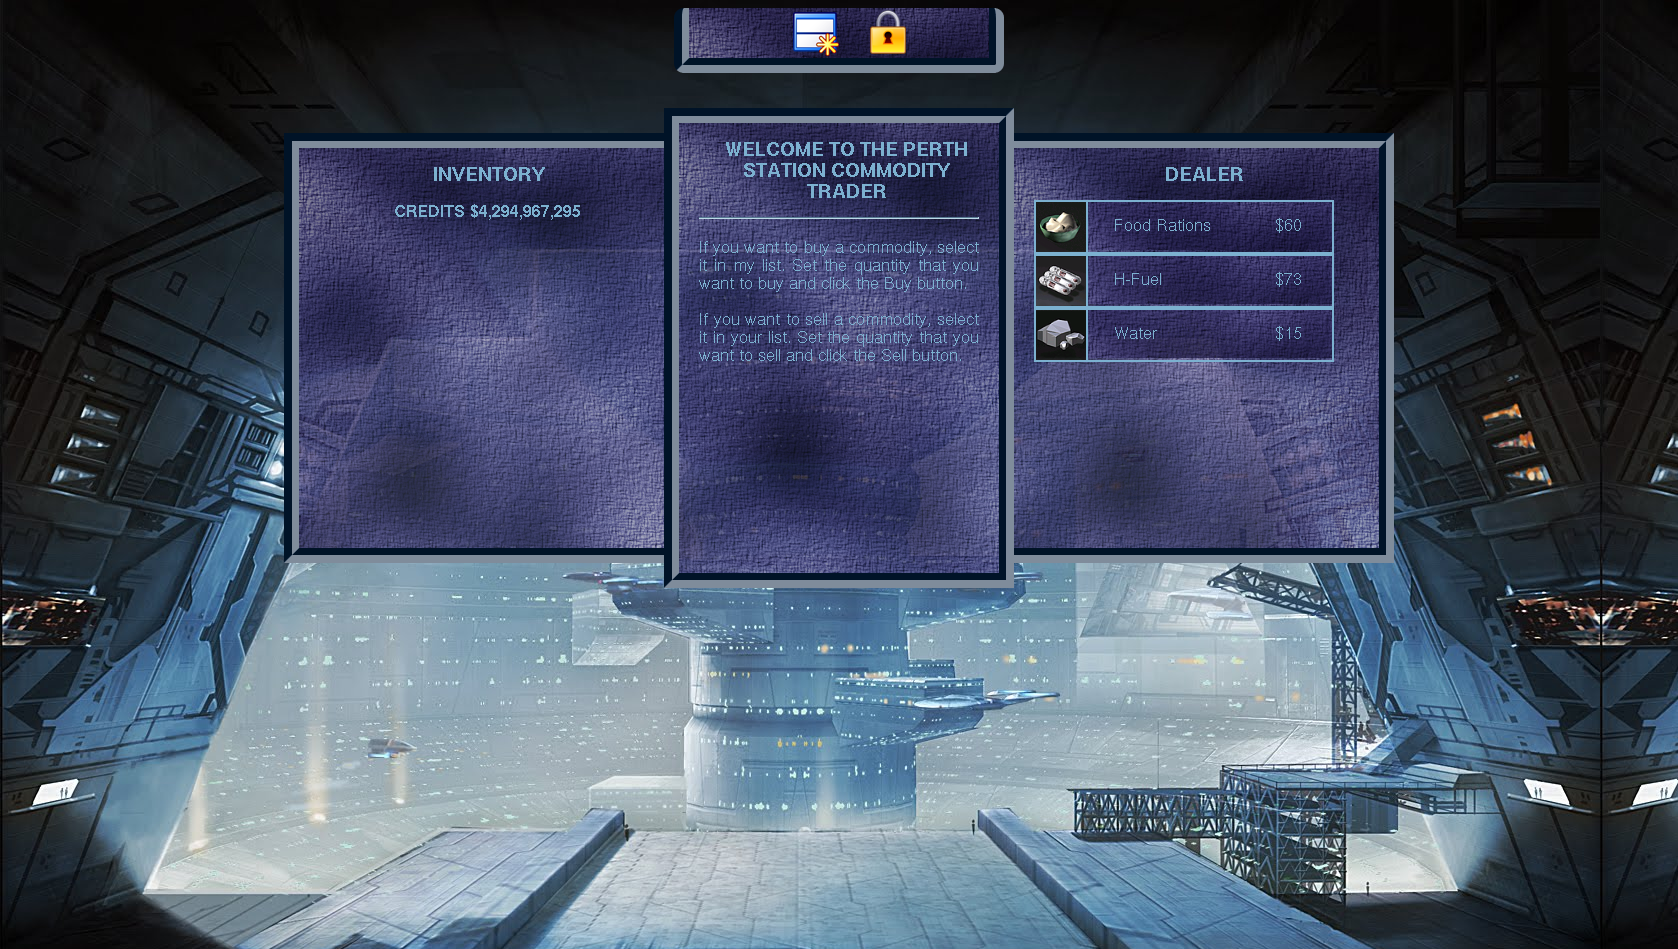 INVENTORY
CREDITS $4,294,967,295
WELCOME TO THE PERTH
STATION COMMODITY
TRADER
If you want to buy a commodity, select
it in my list. Set the quantity that you
want to buy and click the Buy button.
If you want to sell a commodity, select
it in your list. Set the quantity that you
want to sell and click the Sell button.
DEALER
Food Rations $60
H-Fuel $73
Water $15